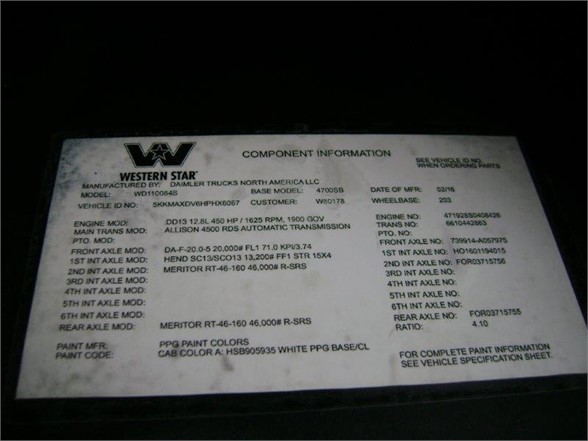 WESTERN STAR
COMPONENT INFORMATION
SEE VEHICLE ID NO.
WHEN ORDERING PARTS
MANUFACTURED BY: DAIMLER TRUCKS NORTH AMERICA LLC
MODEL: WD110084S BASE MODEL: 4700SB DATE OF MFR: 02/16
VEHICLE ID NO: 5KKMAXDV6HPHX6067 CUSTOMER: W80178 WHEELBASE: 203
ENGINE MOD: DD13 12.8L 450 HP / 1625 RPM, 1900 GOV ENGINE NO: 471928S0408426
MAIN TRANS MOD: ALLISON 4500 RDS AUTOMATIC TRANSMISSION TRANS NO: 6610442863
PTO. MOD: PTO. NO:
FRONT AXLE MOD: DA-F-20.0-5 20,000# FL1 71.0 KPI/3.74 FRONT AXLE NO: 739914-A057975
1ST INT AXLE MOD: HEND SC13/SCO13 13,200# FF1 STR 15X4 1ST INT AXLE NO: HO1601194015
2ND INT AXLE MOD: MERITOR RT-46-160 46,000# R-SRS 2ND INT AXLE NO: FOR03715756
3RD INT AXLE MOD: 3RD INT AXLE NO:
4TH INT AXLE MOD: 4TH INT AXLE NO:
5TH INT AXLE MOD: 5TH INT AXLE NO:
6TH INT AXLE MOD: 6TH INT AXLE NO:
REAR AXLE MOD: MERITOR RT-46-160 46,000# R-SRS REAR AXLE NO: FOR03715755
RATIO: 4.10
PAINT MFR: PPG PAINT COLORS
PAINT CODE: CAB COLOR A: HSB905935 WHITE PPG BASE/CL
FOR COMPLETE PAINT INFORMATION
SEE VEHICLE SPECIFICATION SHEET.